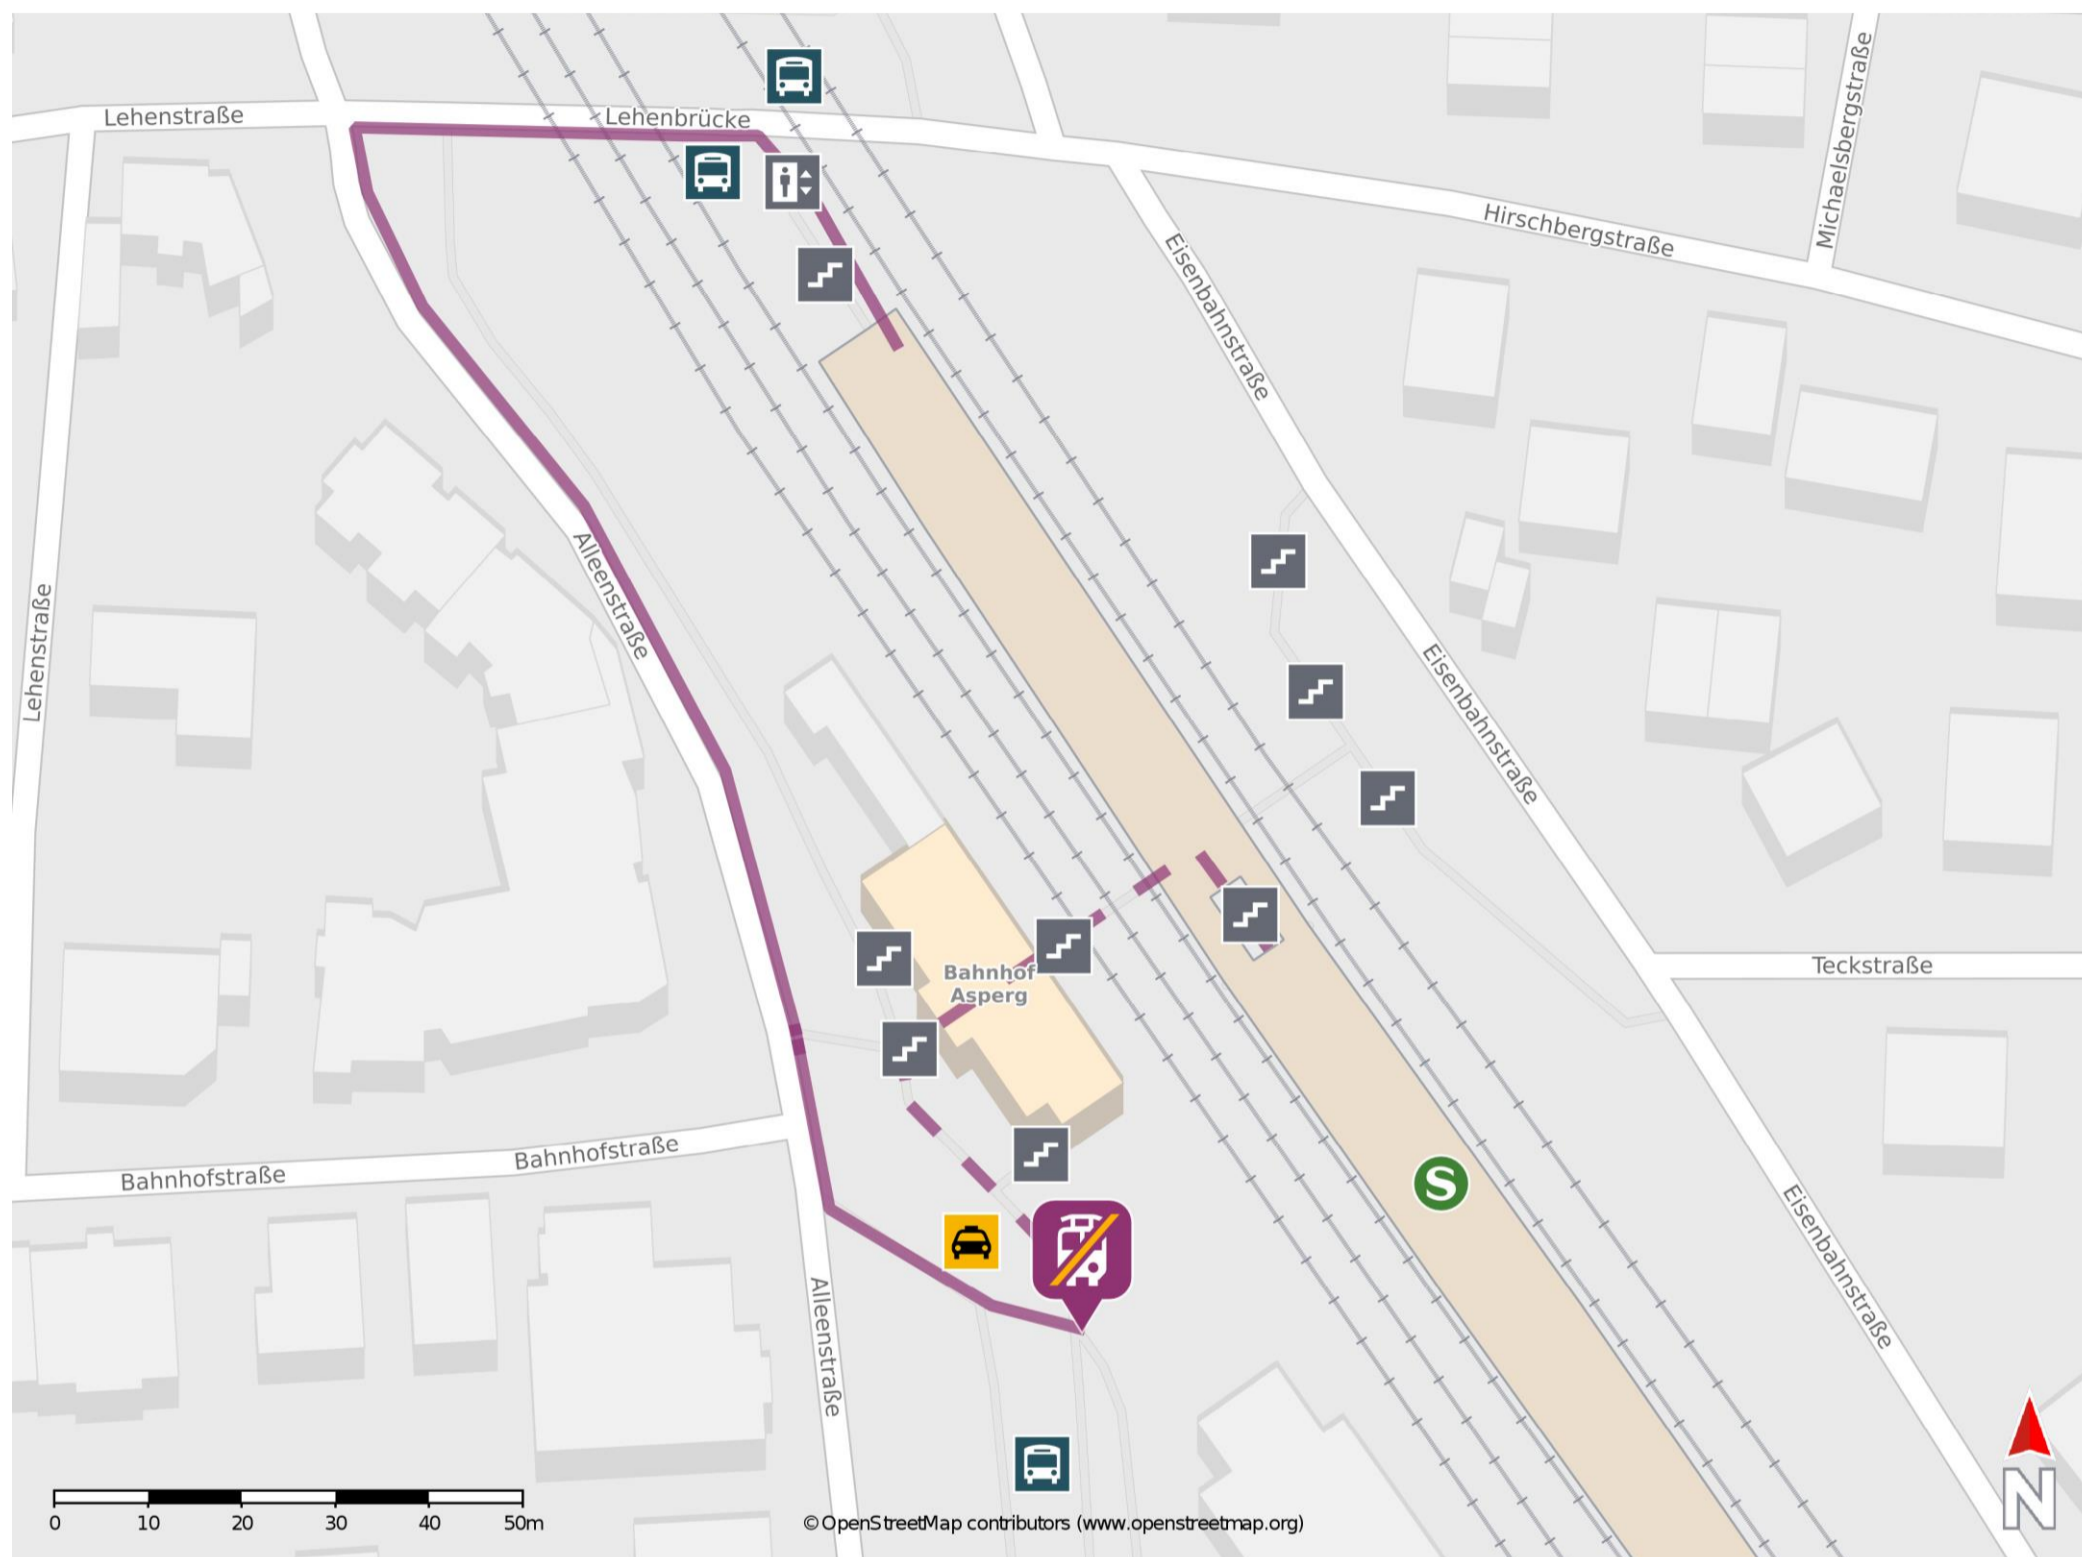 Lehenstraße
Lehenbrücke
Michaelsbergstraße
Hirschbergstraße
Eisenbahnstraße
Alleenstraße
Lehenstraße
Eisenbahnstraße
Teckstraße
Bahnhof
Asperg
Bahnhofstraße
Bahnhofstraße
S
Eisenbahnstraße
Alleenstraße
N
0 10 20 30 40 50m
© OpenStreetMap contributors (www.openstreetmap.org)